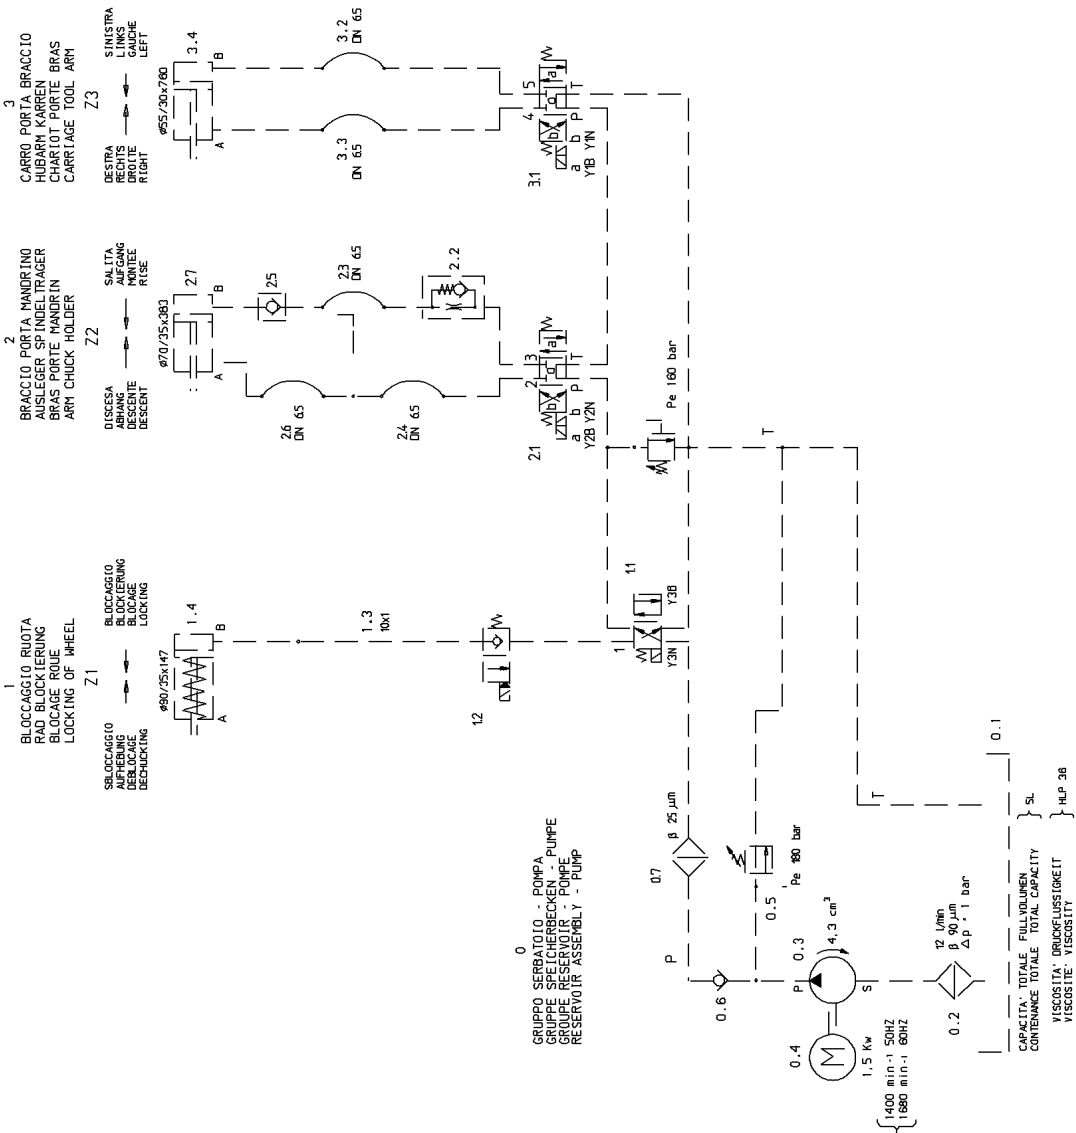 1
BLOCCAGGIO RUOTA
RAD BLOCKIERUNG
BLOCAGE ROUE
LOCKING OF WHEEL
Z1
SBLOCCAGGIO
AUFHEBUNG
DEBLOCAGE
DECHUCKING
BLOCCAGGIO
BLOCKIERUNG
BLOCAGE
LOCKING
ø90/35x147
1.4
A
B
1.3
10x1
1.2
1
1.1
Y3N
Y3B
2
BRACCIO PORTA MANDRINO
AUSLEGER SPINDELTRAGER
BRAS PORTE MANDRIN
ARM CHUCK HOLDER
Z2
DISCESA
ABHANG
DESCENTE
DESCENT
SALITA
AUFGANG
MONTEE
RISE
ø70/35x383
2.7
A
B
2.5
2.3
DN 6.5
2.2
2.6
DN 6.5
2.4
DN 6.5
2.1
2
3
b
a
a
P
T
a b
Y2B Y2N
3
CARRO PORTA BRACCIO
HUBARM KARREN
CHARIOT PORTE BRAS
CARRIAGE TOOL ARM
Z3
DESTRA
RECHTS
DROITE
RIGHT
SINISTRA
LINKS
GAUCHE
LEFT
ø55/30x760
3.4
A
B
3.3
DN 6.5
3.2
DN 6.5
3.1
4
5
b
a
a
P
T
a b
Y1B Y1N
Pe 160 bar
T
T
0
GRUPPO SERBATOIO - POMPA
GRUPPE SPEICHERBECKEN - PUMPE
GROUPE RESERVOIR - POMPE
RESERVOIR ASSEMBLY - PUMP
P
0.7
β 25 µm
0.6
0.5
Pe 180 bar
0.3
4,3 cm³
P
S
0.4
M
1,5 Kw
1400 min-1 50HZ
1680 min-1 60HZ
0.2
12 l/min
β 90 µm
Δ p = 1 bar
0.1
CAPACITA' TOTALE FULLVOLUMEN
CONTENANCE TOTALE TOTAL CAPACITY
5L
VISCOSITA' DRUCKFLUSSIGKEIT
VISCOSITE' VISCOSITY
HLP 36